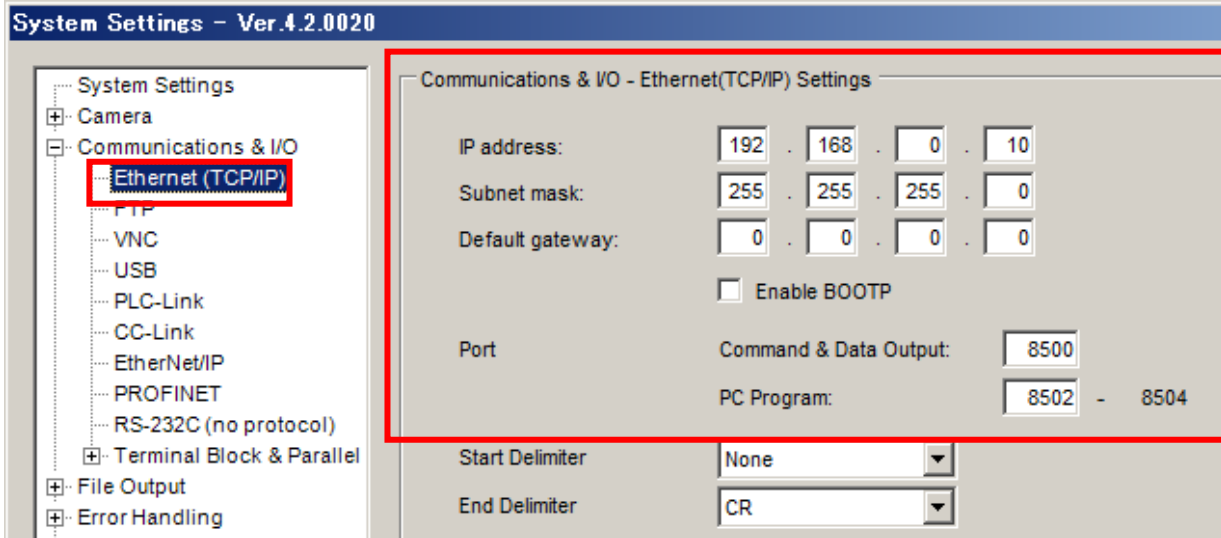 System Settings - Ver.4.2.0020
System Settings
Camera
Communications & I/O
Ethernet (TCP/IP)
FTP
VNC
USB
PLC-Link
CC-Link
EtherNet/IP
PROFINET
RS-232C (no protocol)
Terminal Block & Parallel
File Output
Error Handling
Communications & I/O - Ethernet(TCP/IP) Settings
IP address: 192 . 168 . 0 . 10
Subnet mask: 255 . 255 . 255 . 0
Default gateway: 0 . 0 . 0 . 0
Enable BOOTP
Port Command & Data Output: 8500
PC Program: 8502 - 8504
Start Delimiter None
End Delimiter CR